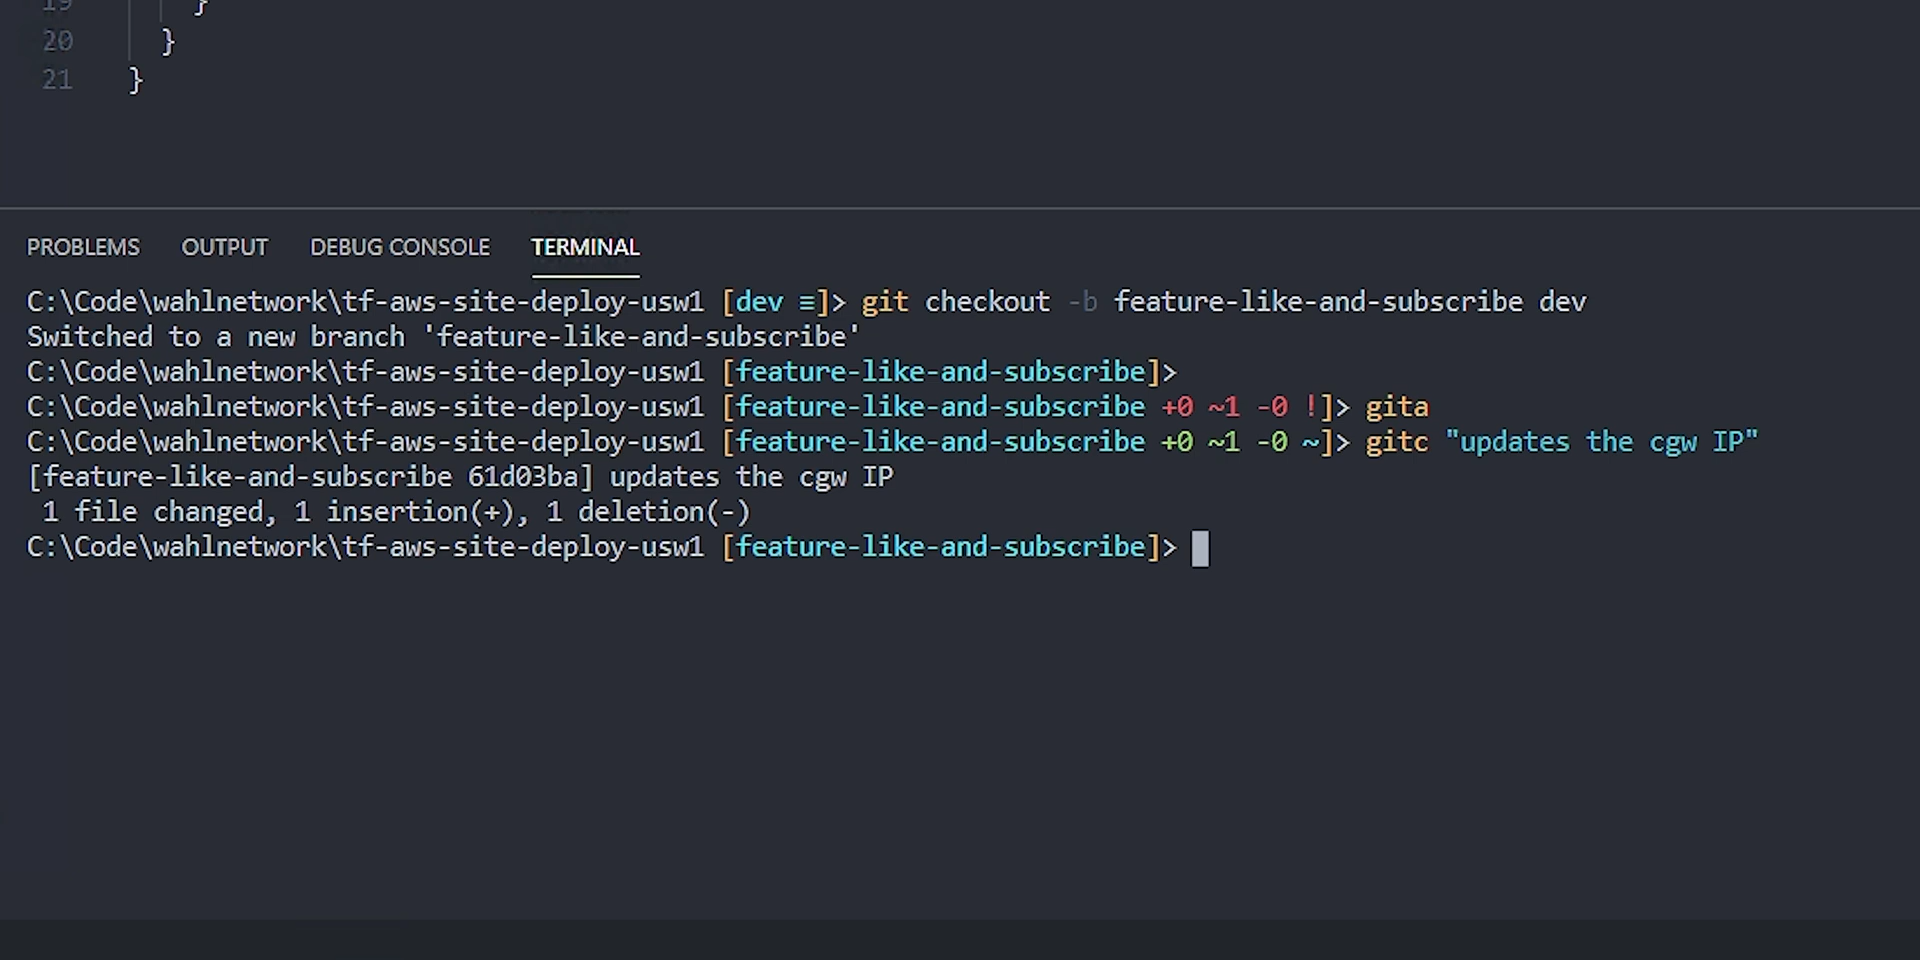 19 }
20 }
21 }
PROBLEMS OUTPUT DEBUG CONSOLE TERMINAL
C:\Code\wahlnetwork\tf-aws-site-deploy-usw1 [dev ≡]> git checkout -b feature-like-and-subscribe dev
Switched to a new branch 'feature-like-and-subscribe'
C:\Code\wahlnetwork\tf-aws-site-deploy-usw1 [feature-like-and-subscribe]>
C:\Code\wahlnetwork\tf-aws-site-deploy-usw1 [feature-like-and-subscribe +0 ~1 -0 !]> gita
C:\Code\wahlnetwork\tf-aws-site-deploy-usw1 [feature-like-and-subscribe +0 ~1 -0 ~]> gitc "updates the cgw IP"
[feature-like-and-subscribe 61d03ba] updates the cgw IP
 1 file changed, 1 insertion(+), 1 deletion(-)
C:\Code\wahlnetwork\tf-aws-site-deploy-usw1 [feature-like-and-subscribe]>